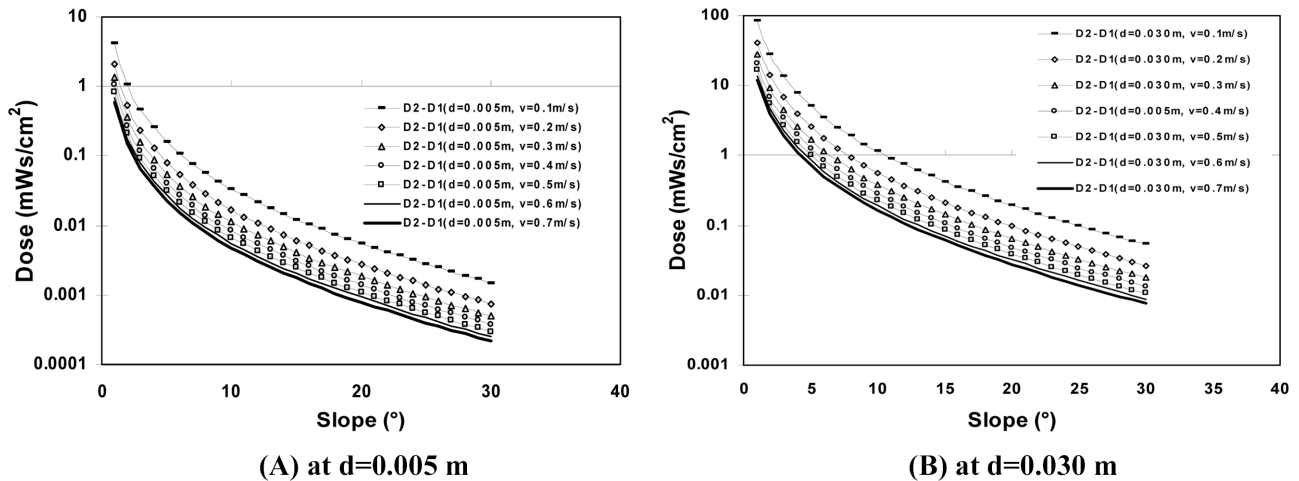 10
1
0.1
0.01
0.001
0.0001
Dose (mWs/cm²)
D2-D1(d=0.005m, v=0.1m/s)
D2-D1(d=0.005m, v=0.2m/s)
D2-D1(d=0.005m, v=0.3m/s)
D2-D1(d=0.005m, v=0.4m/s)
D2-D1(d=0.005m, v=0.5m/s)
D2-D1(d=0.005m, v=0.6m/s)
D2-D1(d=0.005m, v=0.7m/s)
0 10 20 30 40
Slope (°)
(A) at d=0.005 m
100
10
1
0.1
0.01
0.001
Dose (mWs/cm²)
D2-D1(d=0.030m, v=0.1m/s)
D2-D1(d=0.030m, v=0.2m/s)
D2-D1(d=0.030m, v=0.3m/s)
D2-D1(d=0.005m, v=0.4m/s)
D2-D1(d=0.030m, v=0.5m/s)
D2-D1(d=0.030m, v=0.6m/s)
D2-D1(d=0.030m, v=0.7m/s)
0 5 10 15 20 25 30 35 40
Slope (°)
(B) at d=0.030 m